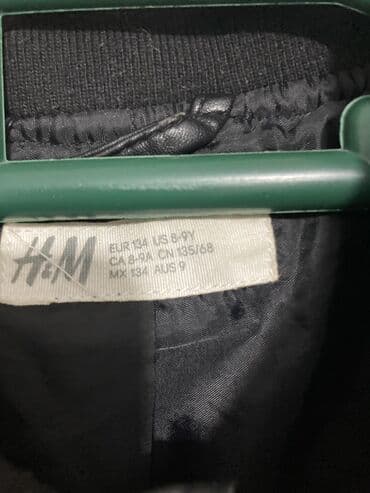 H&M
EUR 134 US 8-9Y
CA 8-9A CN 135/68
MX 134 AUS 9